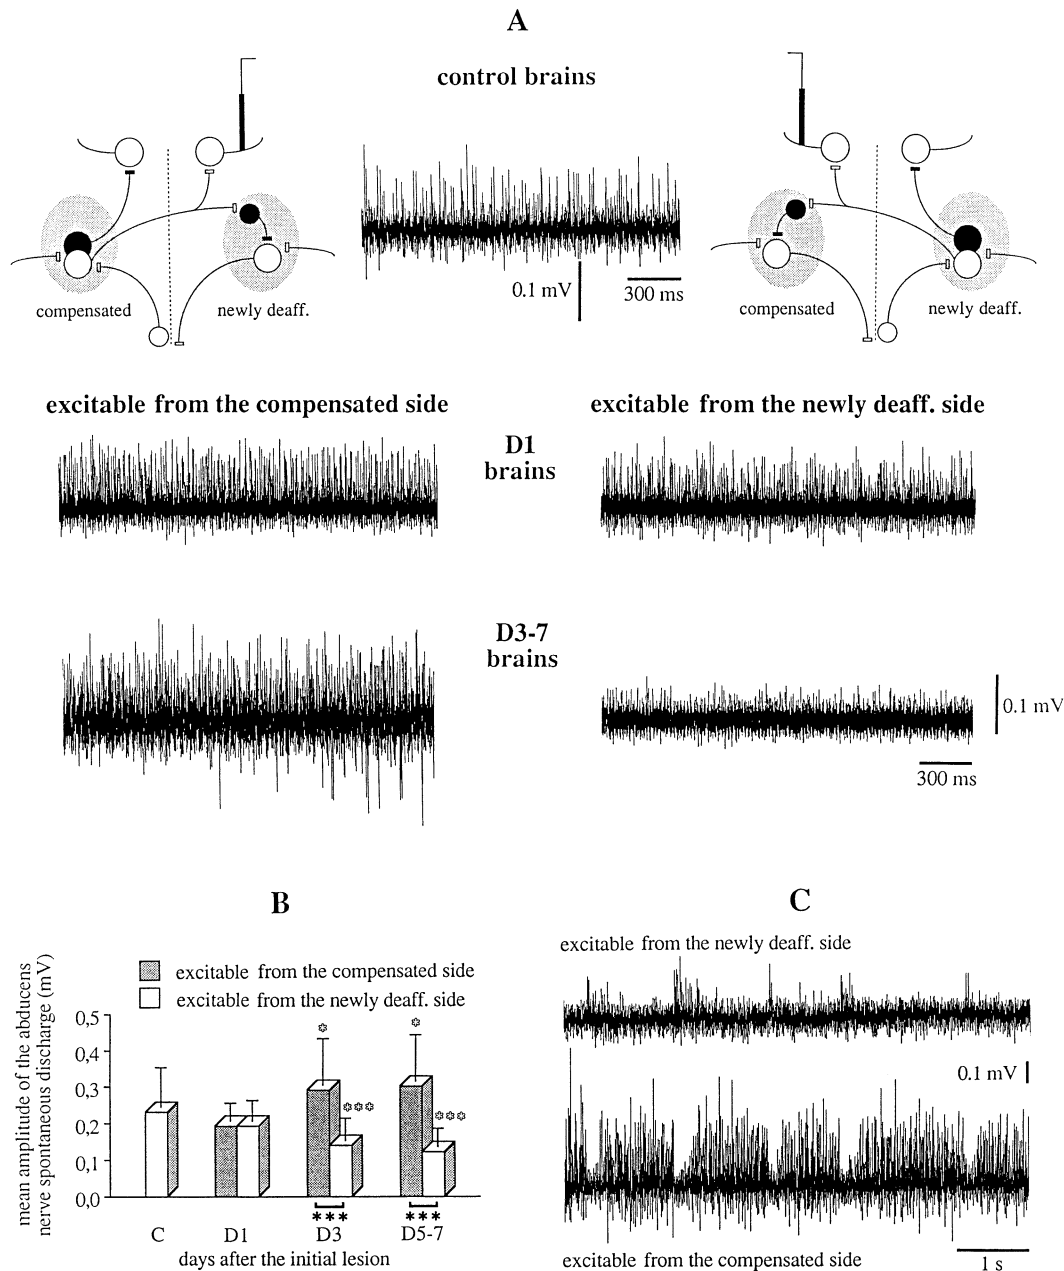 A
control brains
0.1 mV
300 ms
compensated
newly deaff.
compensated
newly deaff.
excitable from the compensated side
excitable from the newly deaff. side
D1
brains
D3-7
brains
0.1 mV
300 ms
B
excitable from the compensated side
excitable from the newly deaff. side
mean amplitude of the abducens
nerve spontaneous discharge (mV)
0,5
0,4
0,3
0,2
0,1
0,0
*
***
*
***
***
***
C
D1
D3
D5-7
days after the initial lesion
C
excitable from the newly deaff. side
0.1 mV
excitable from the compensated side
1 s